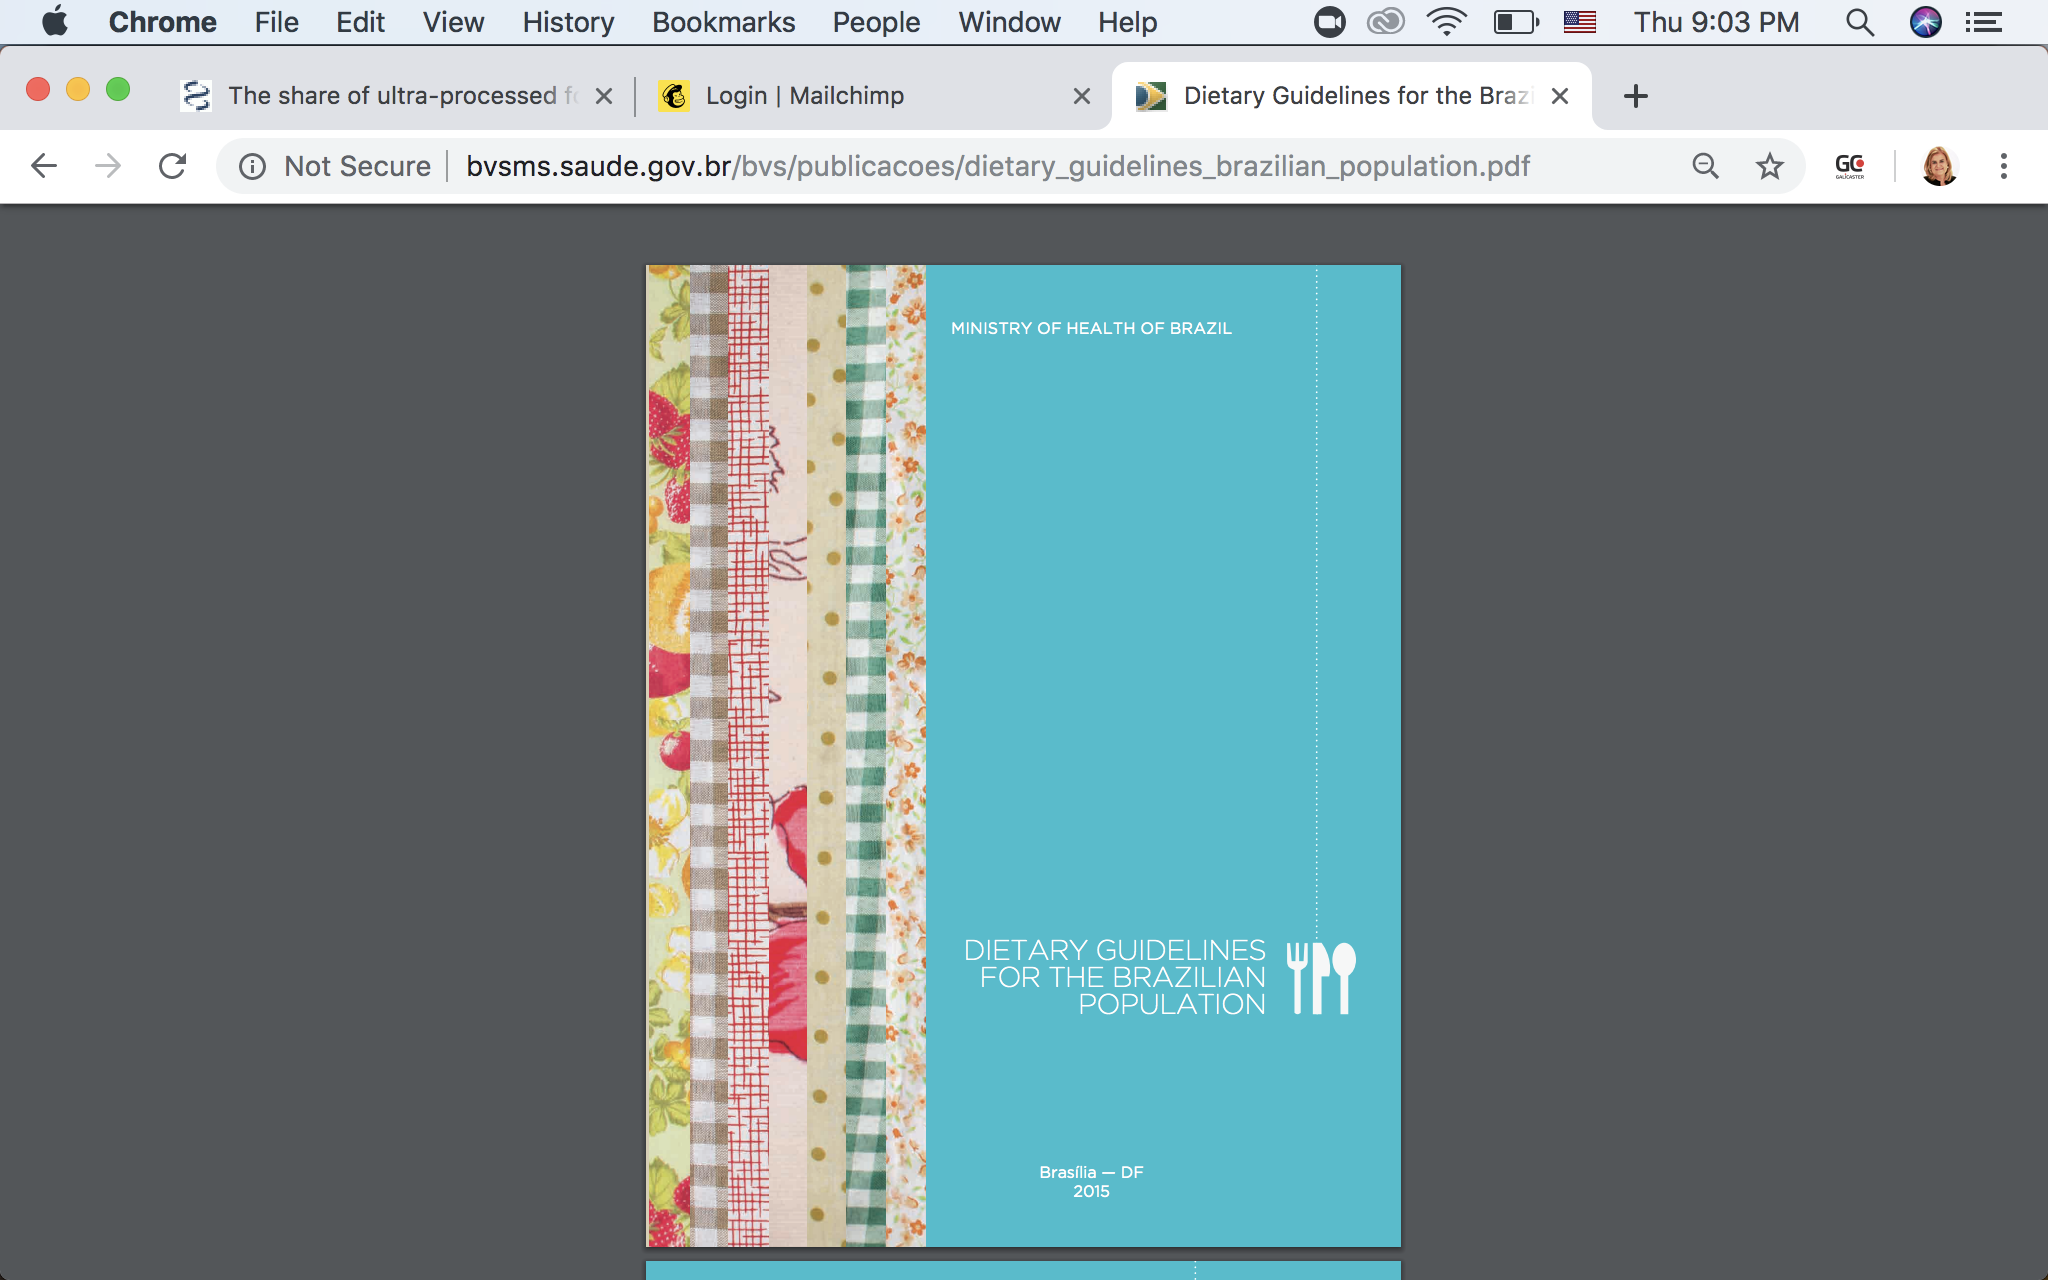 Chrome File Edit View History Bookmarks People Window Help Thu 9:03 PM
The share of ultra-processed
Login | Mailchimp
Dietary Guidelines for the Brazi
Not Secure bvsms.saude.gov.br/bvs/publicacoes/dietary_guidelines_brazilian_population.pdf
GC
GALICASTER
MINISTRY OF HEALTH OF BRAZIL
DIETARY GUIDELINES
FOR THE BRAZILIAN
POPULATION
Brasília — DF
2015